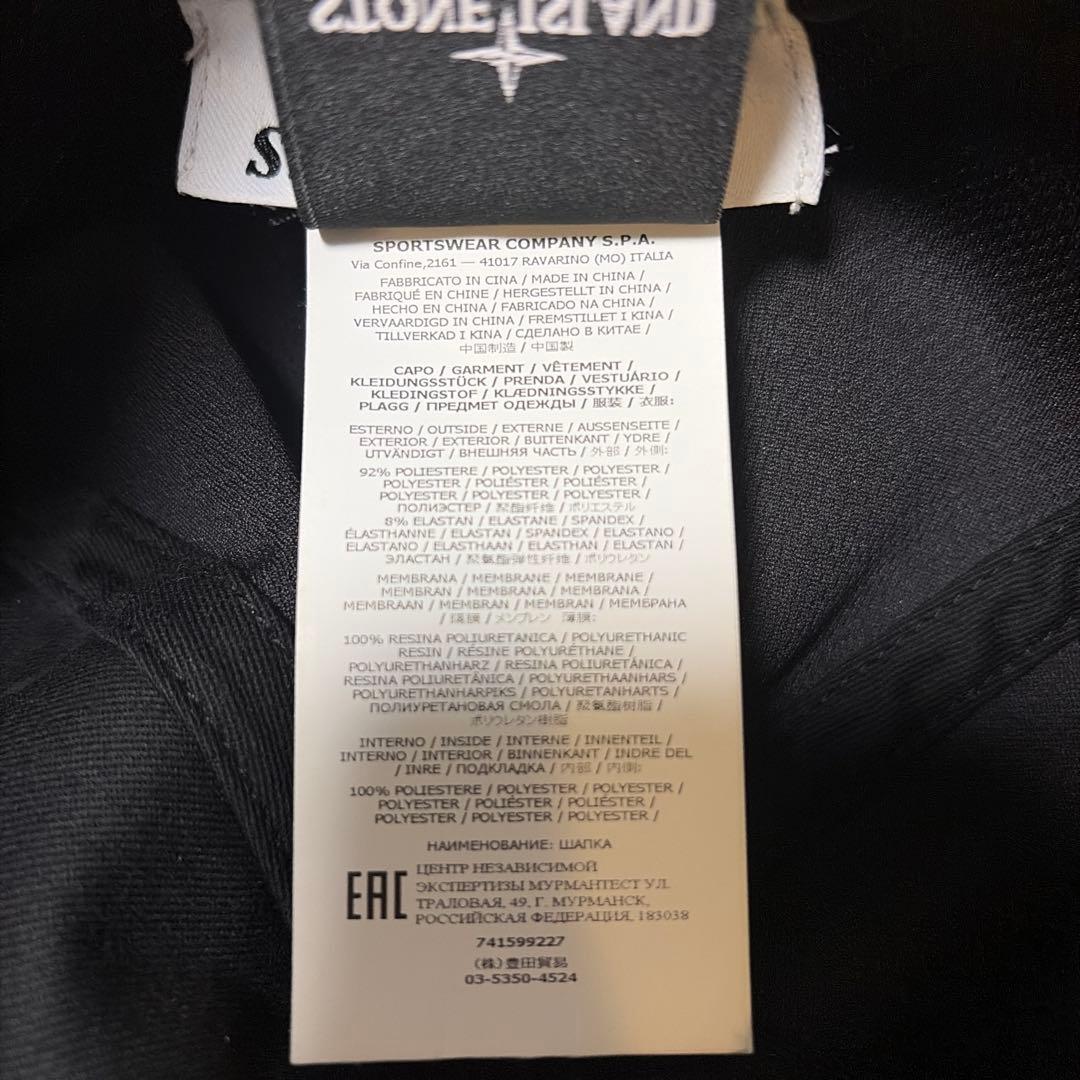 STONE ISLAND
S
SPORTSWEAR COMPANY S.P.A.
Via Confine,2161 — 41017 RAVARINO (MO) ITALIA
FABBRICATO IN CINA / MADE IN CHINA /
FABRIQUÉ EN CHINE / HERGESTELLT IN CHINA /
HECHO EN CHINA / FABRICADO NA CHINA /
VERVAARDIGD IN CHINA / FREMSTILLET I KINA /
TILLVERKAD I KINA / СДЕЛАНО В КИТАЕ /
中国制造 / 中国製
CAPO / GARMENT / VÊTEMENT /
KLEIDUNGSSTÜCK / PRENDA / VESTUÁRIO /
KLEDINGSTOF / KLÆDNINGSSTYKKE /
PLAGG / ПРЕДМЕТ ОДЕЖДЫ / 服装 / 衣服:
ESTERNO / OUTSIDE / EXTERNE / AUSSENSEITE /
EXTERIOR / EXTERIOR / BUITENKANT / YDRE /
UTVÄNDIGT / ВНЕШНЯЯ ЧАСТЬ / 外部 / 外側:
92% POLIESTERE / POLYESTER / POLYESTER /
POLYESTER / POLIÉSTER / POLIÉSTER /
POLYESTER / POLYESTER / POLYESTER /
ПОЛИЭСТЕР / 聚酯纤维 / ポリエステル
8% ELASTAN / ELASTANE / SPANDEX /
ÉLASTHANNE / ELASTAN / SPANDEX / ELASTANO /
ELASTANO / ELASTHAAN / ELASTHAN / ELASTAN /
ЭЛАСТАН / 聚氨酯弹性纤维 / ポリウレタン
MEMBRANA / MEMBRANE / MEMBRANE /
MEMBRAN / MEMBRANA / MEMBRANA /
MEMBRAAN / MEMBRAN / MEMBRAN / МЕМБРАНА
/ 隔膜 / メンブレン 薄膜:
100% RESINA POLIURETANICA / POLYURETHANIC
RESIN / RÉSINE POLYURÉTHANE /
POLYURETHANHARZ / RESINA POLIURETÂNICA /
RESINA POLIURETÂNICA / POLYURETHAANHARS /
POLYURETHANHARPIKS / POLYURETANHARTS /
ПОЛИУРЕТАНОВАЯ СМОЛА / 聚氨酯树脂 /
ポリウレタン樹脂
INTERNO / INSIDE / INTERNE / INNENTEIL /
INTERNO / INTERIOR / BINNENKANT / INDRE DEL
/ INRE / ПОДКЛАДКА / 内部 / 内側:
100% POLIESTERE / POLYESTER / POLYESTER /
POLYESTER / POLIÉSTER / POLIÉSTER /
POLYESTER / POLYESTER / POLYESTER /
НАИМЕНОВАНИЕ: ШАПКА
EAC
ЦЕНТР НЕЗАВИСИМОЙ
ЭКСПЕРТИЗЫ МУРМАНТЕСТ УЛ.
ТРАЛОВАЯ, 49, Г. МУРМАНСК,
РОССИЙСКАЯ ФЕДЕРАЦИЯ, 183038
741599227
(株) 豊田貿易
03-5350-4524